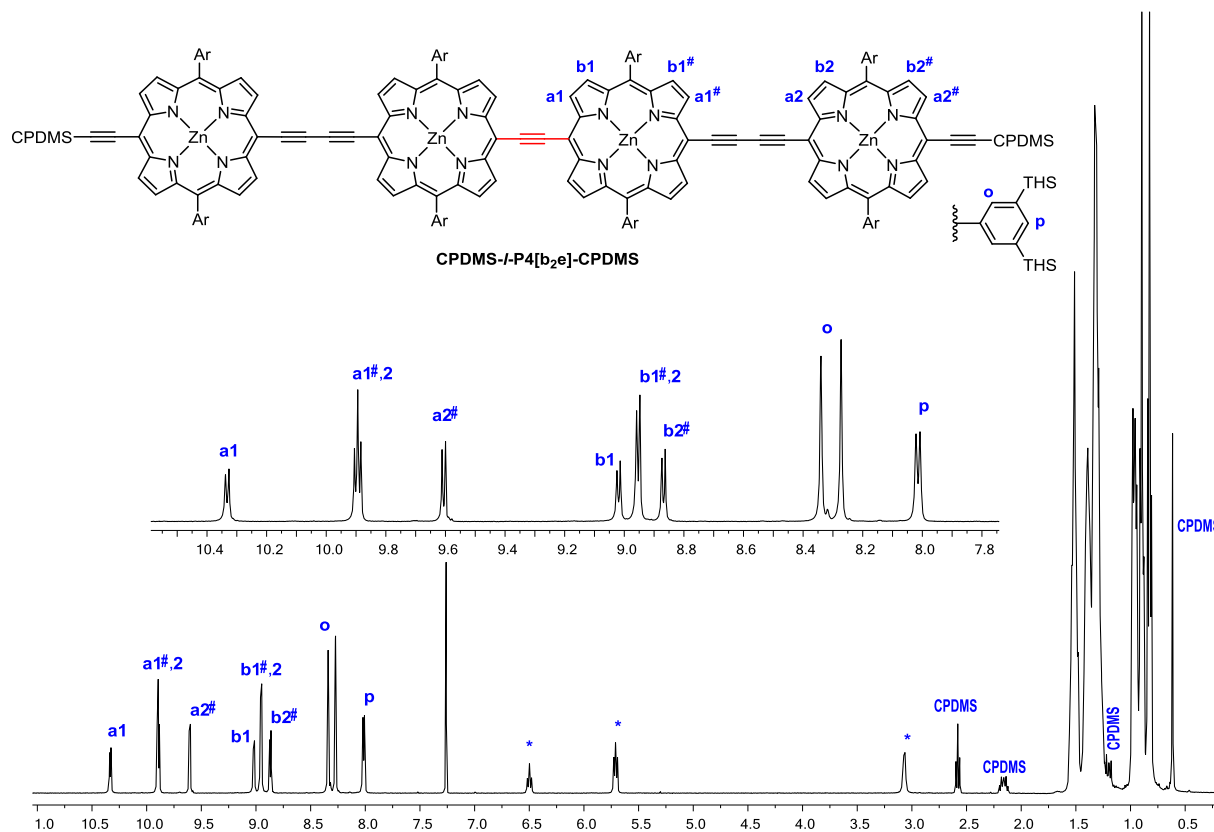 Ar Ar Ar Ar
b1 b1# b2 b2#
a1 a1# a2 a2#
N N N N N N N N
CPDMS Zn Zn Zn Zn CPDMS
N N N N N N N N
Ar Ar Ar Ar
THS
o
p
THS
CPDMS-l-P4[b2e]-CPDMS
o
a1#,2 b1#,2
a2# b2# p
a1 b1
10.4 10.2 10.0 9.8 9.6 9.4 9.2 9.0 8.8 8.6 8.4 8.2 8.0 7.8
CPDMS
o
a1#,2 b1#,2
a2# b2# p
a1 b1
* * *
CPDMS CPDMS CPDMS
1.0 10.5 10.0 9.5 9.0 8.5 8.0 7.5 7.0 6.5 6.0 5.5 5.0 4.5 4.0 3.5 3.0 2.5 2.0 1.5 1.0 0.5